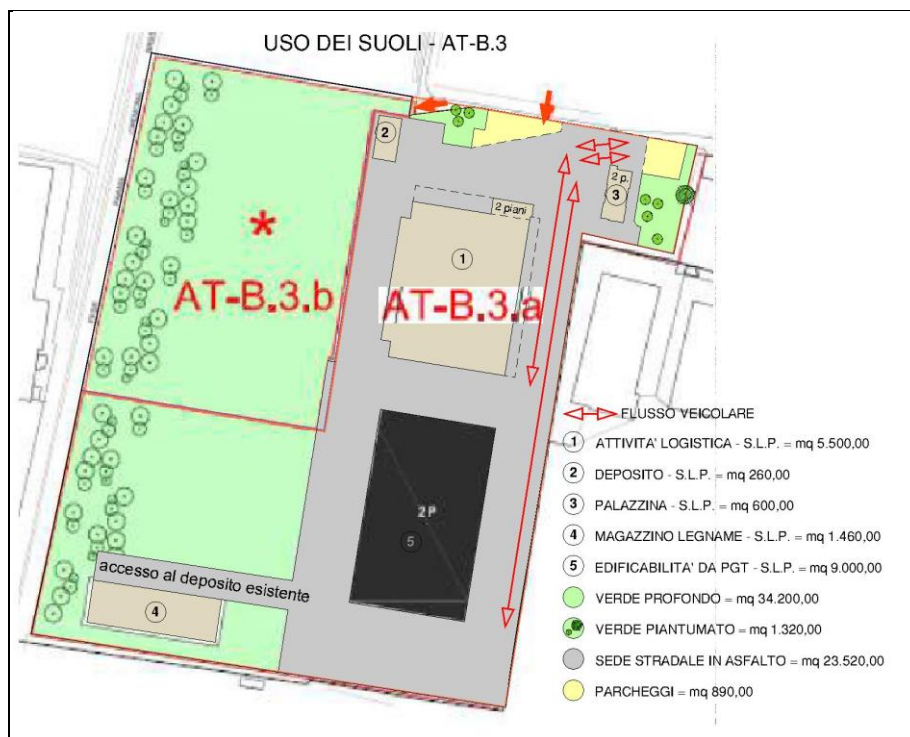 USO DEI SUOLI - AT-B.3
2
2 p.
3
2 piani
1
*
AT-B.3.b
AT-B.3.a
2P
5
accesso al deposito esistente
4
FLUSSO VEICOLARE
1 ATTIVITA' LOGISTICA - S.L.P. = mq 5.500,00
2 DEPOSITO - S.L.P. = mq 260,00
3 PALAZZINA - S.L.P. = mq 600,00
4 MAGAZZINO LEGNAME - S.L.P. = mq 1.460,00
5 EDIFICABILITA' DA PGT - S.L.P. = mq 9.000,00
VERDE PROFONDO = mq 34.200,00
VERDE PIANTUMATO = mq 1.320,00
SEDE STRADALE IN ASFALTO = mq 23.520,00
PARCHEGGI = mq 890,00